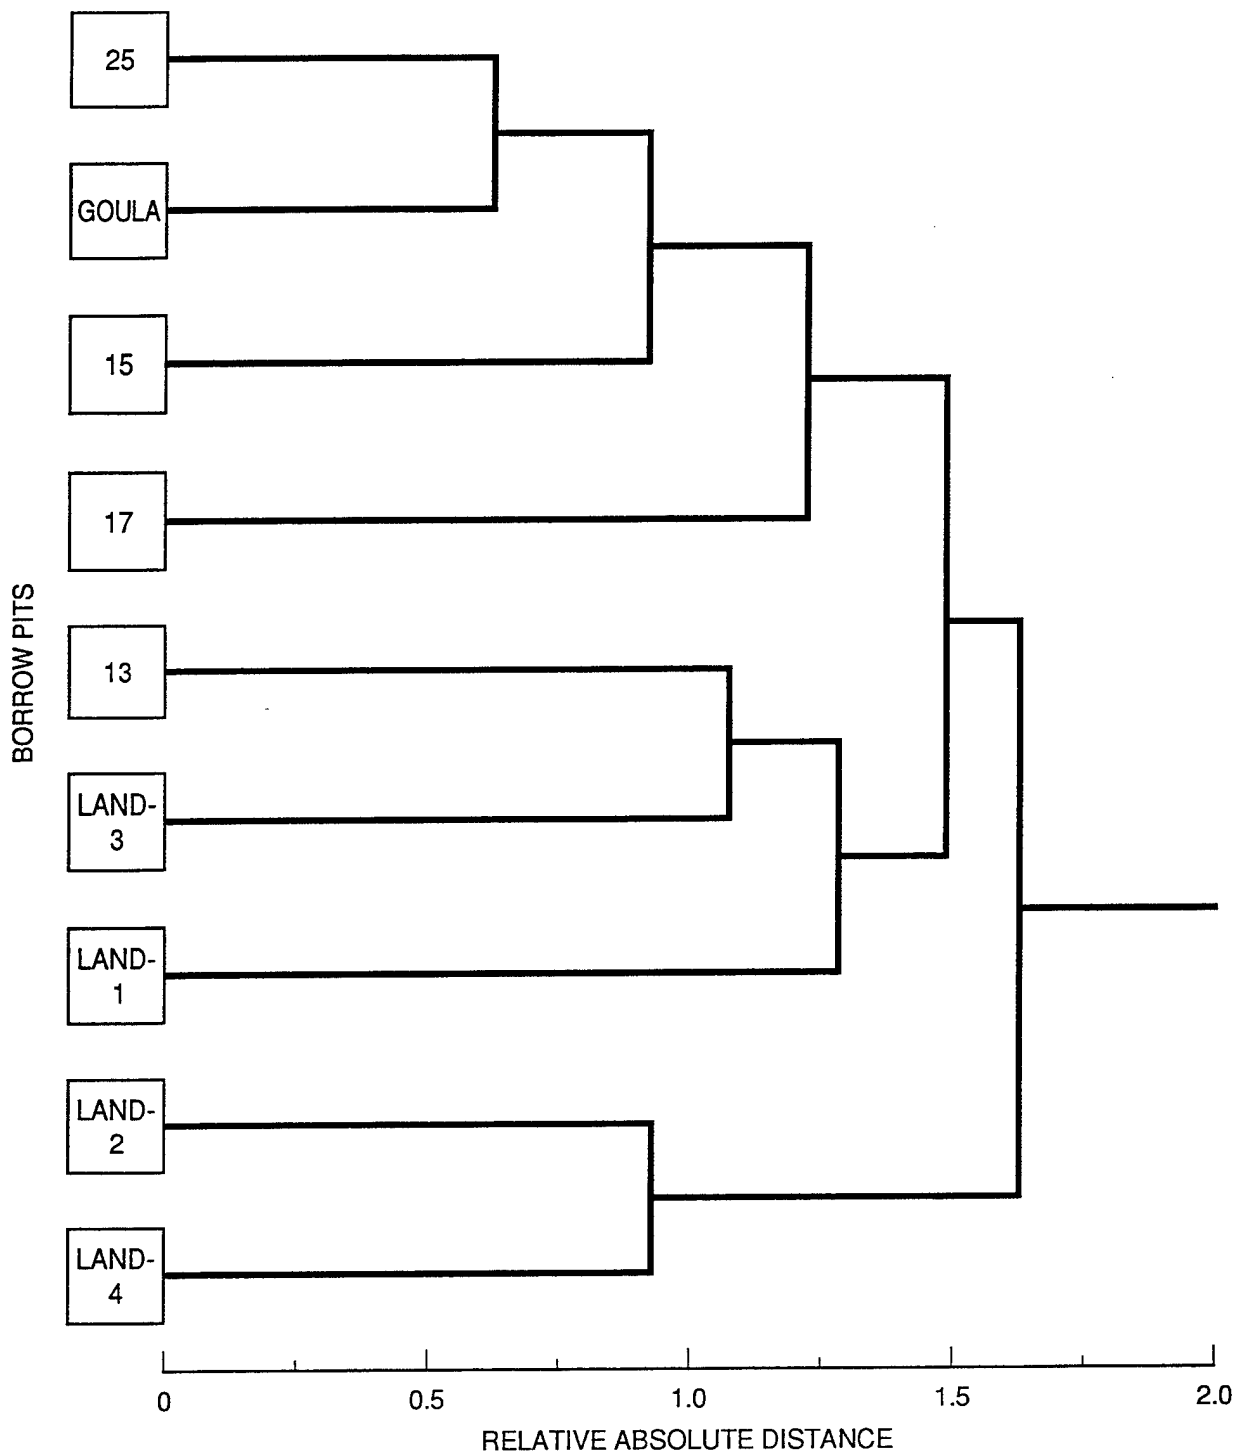 25
GOULA
15
17
BORROW PITS
13
LAND-
3
LAND-
1
LAND-
2
LAND-
4
0 0.5 1.0 1.5 2.0
RELATIVE ABSOLUTE DISTANCE